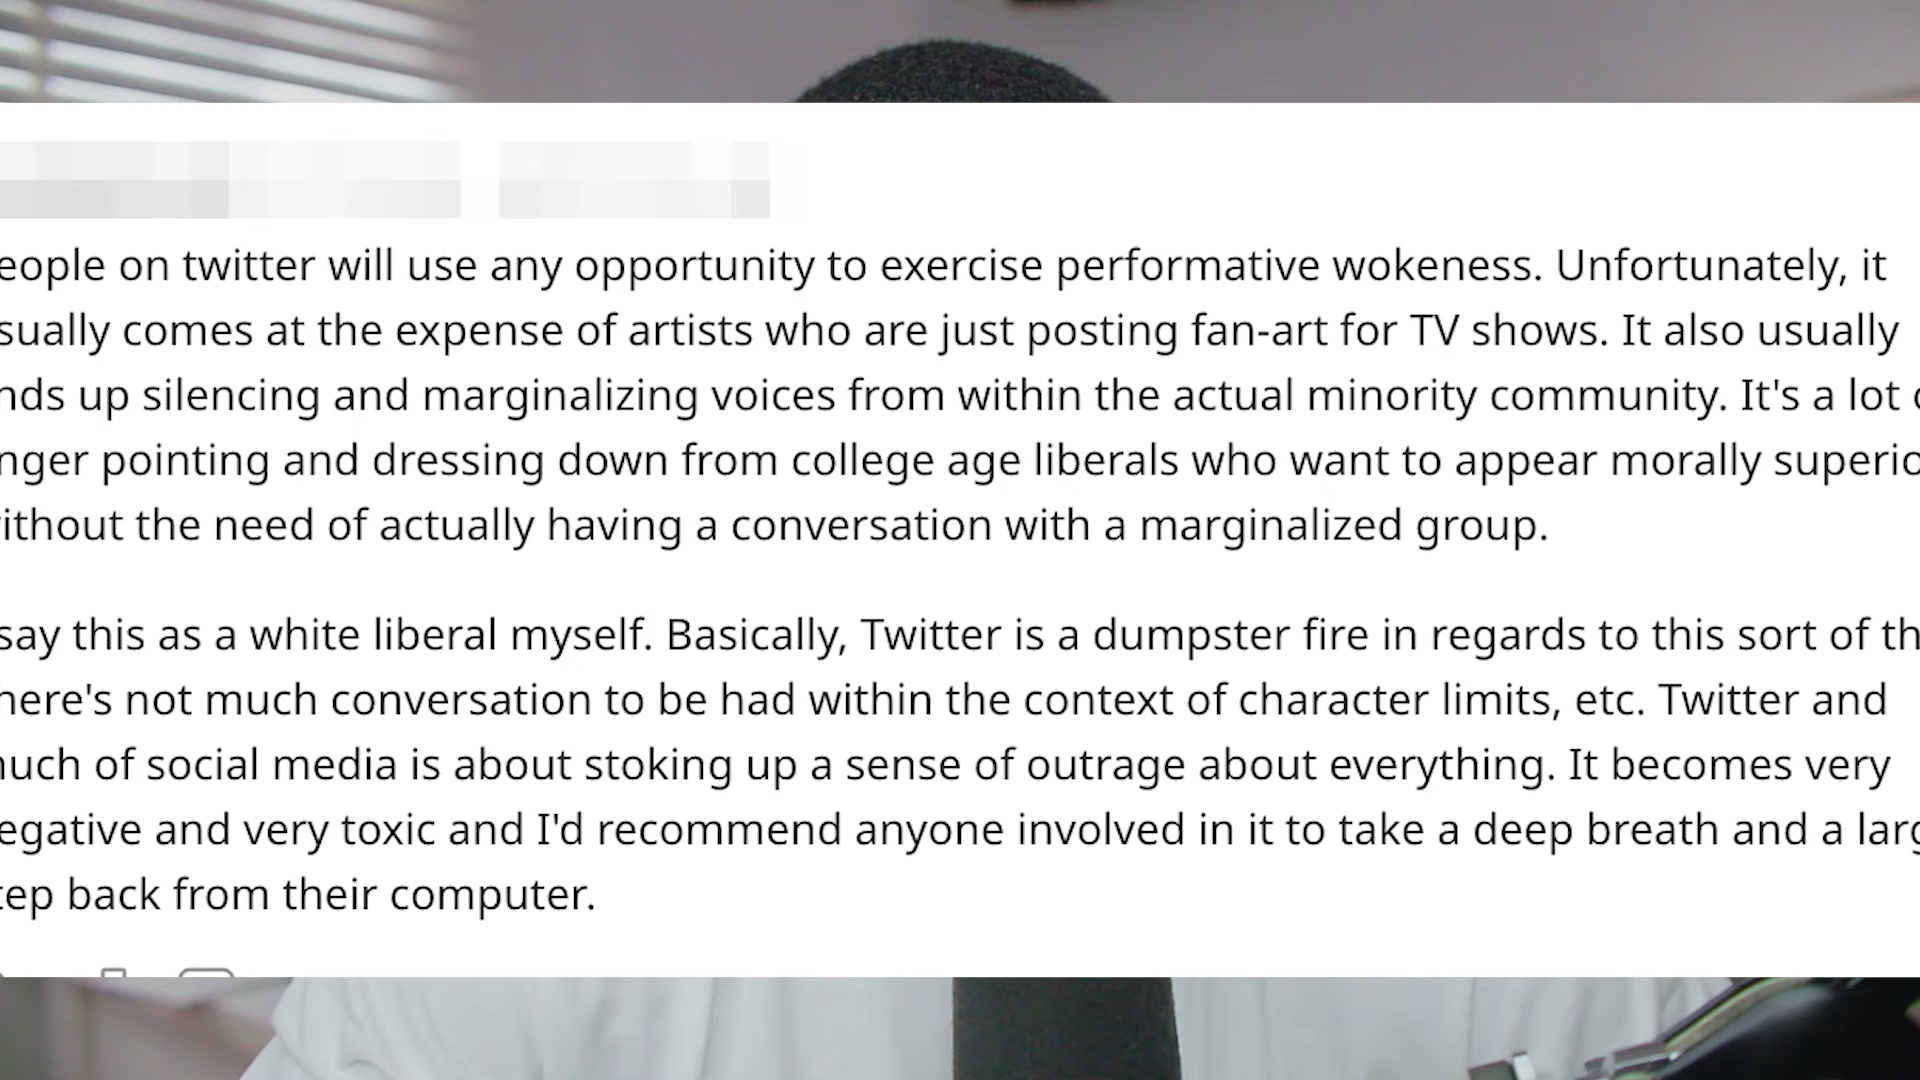 eople on twitter will use any opportunity to exercise performative wokeness. Unfortunately, it
sually comes at the expense of artists who are just posting fan-art for TV shows. It also usually
nds up silencing and marginalizing voices from within the actual minority community. It's a lot
nger pointing and dressing down from college age liberals who want to appear morally superio
ithout the need of actually having a conversation with a marginalized group.
say this as a white liberal myself. Basically, Twitter is a dumpster fire in regards to this sort of th
here's not much conversation to be had within the context of character limits, etc. Twitter and
uch of social media is about stoking up a sense of outrage about everything. It becomes very
egative and very toxic and I'd recommend anyone involved in it to take a deep breath and a larg
tep back from their computer.